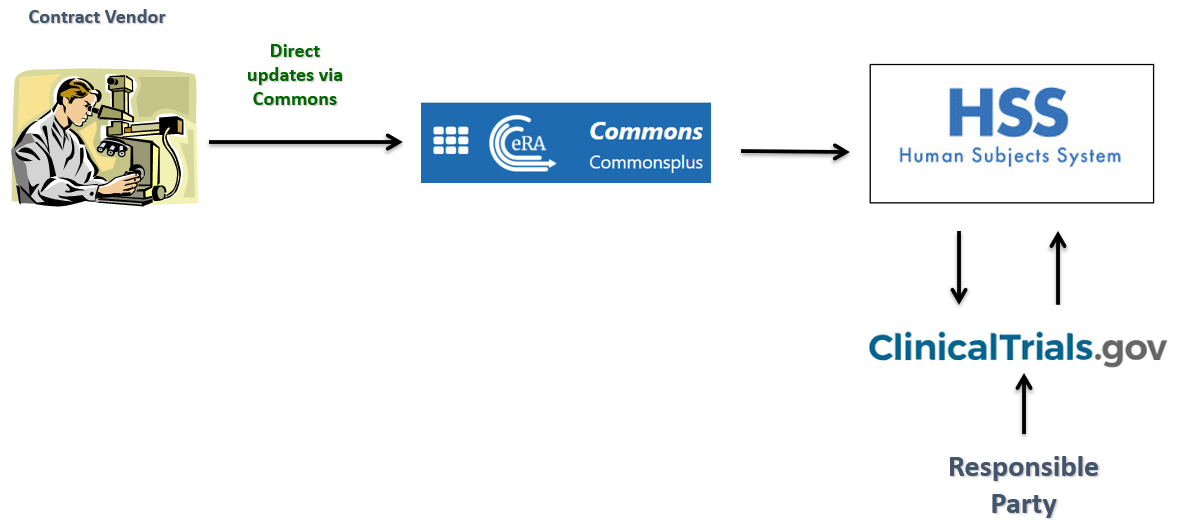 Contract Vendor
Direct
updates via
Commons
eRA
Commons
Commonsplus
HSS
Human Subjects System
ClinicalTrials.gov
Responsible
Party